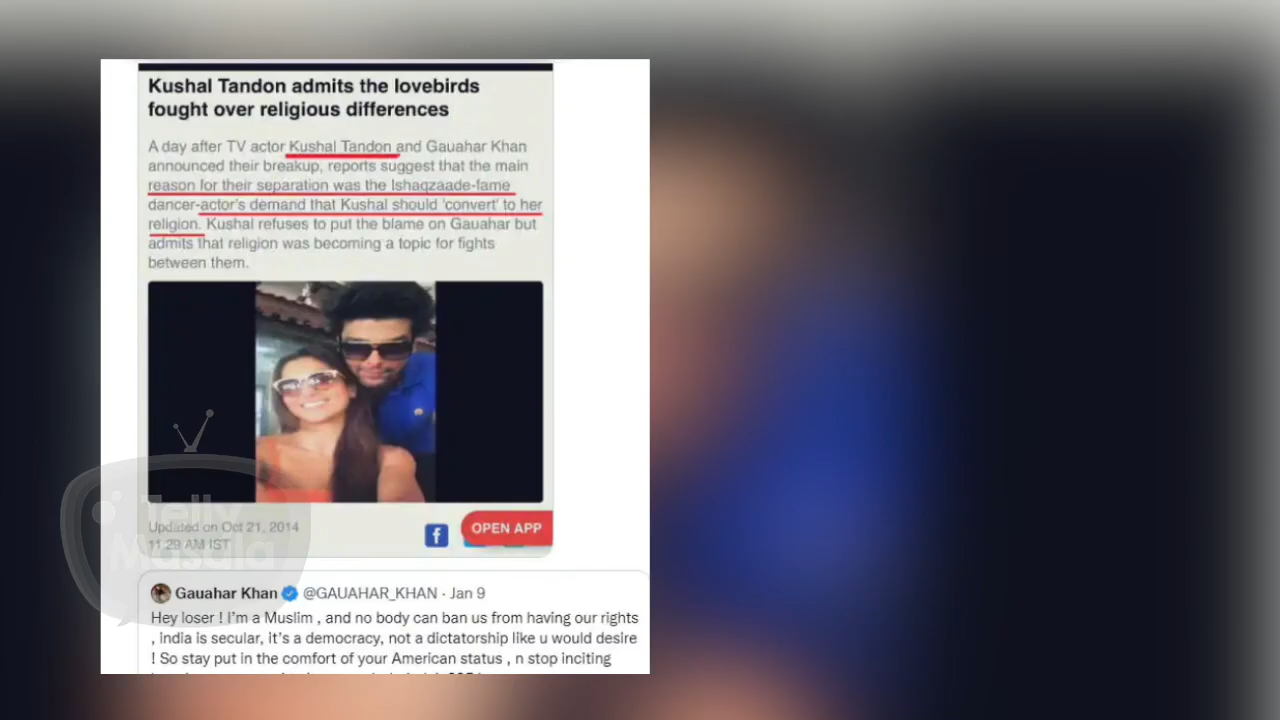 Kushal Tandon admits the lovebirds
fought over religious differences
A day after TV actor Kushal Tandon and Gauahar Khan
announced their breakup, reports suggest that the main
reason for their separation was the Ishaqzaade-fame
dancer-actor's demand that Kushal should 'convert' to her
religion. Kushal refuses to put the blame on Gauahar but
admits that religion was becoming a topic for fights
between them.
Updated on Oct 21, 2014
11:29 AM IST
f
OPEN APP
Telly
Masala
Gauahar Khan @GAUAHAR_KHAN · Jan 9
Hey loser ! I'm a Muslim , and no body can ban us from having our rights
, india is secular, it's a democracy, not a dictatorship like u would desire
! So stay put in the comfort of your American status , n stop inciting